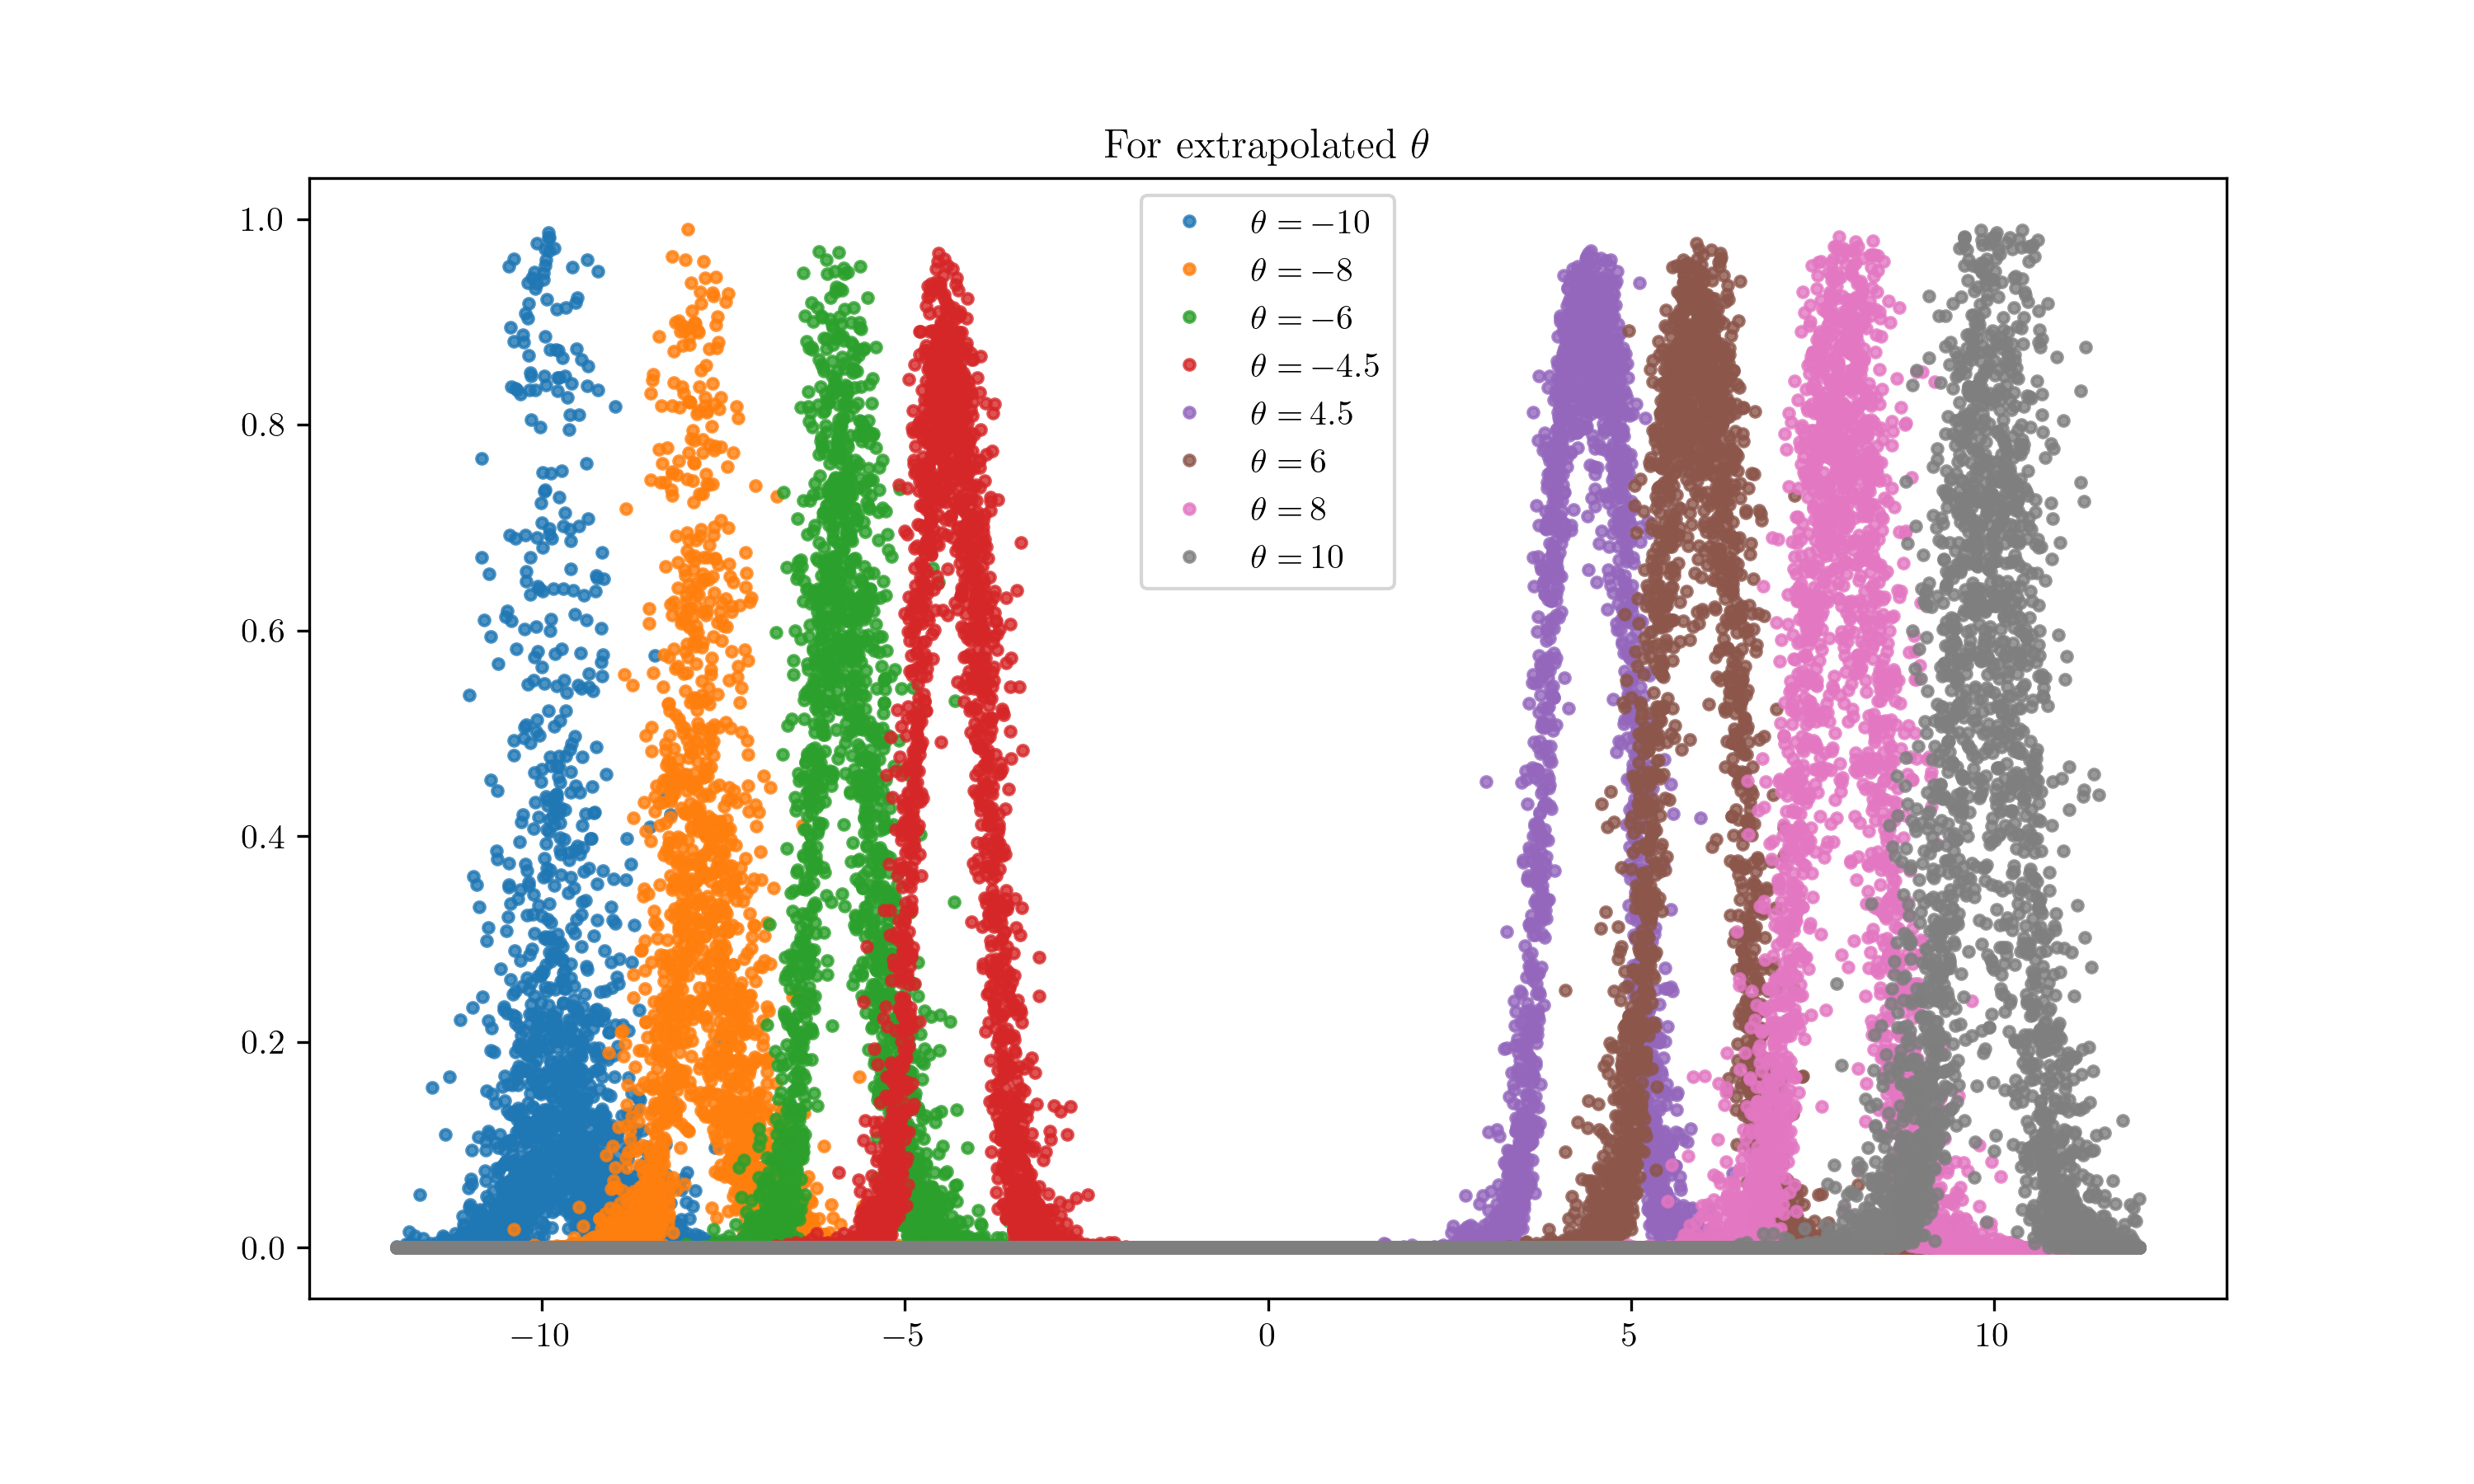 For extrapolated θ
1.0
0.8
0.6
0.4
0.2
0.0
θ = −10
θ = −8
θ = −6
θ = −4.5
θ = 4.5
θ = 6
θ = 8
θ = 10
−10 −5 0 5 10